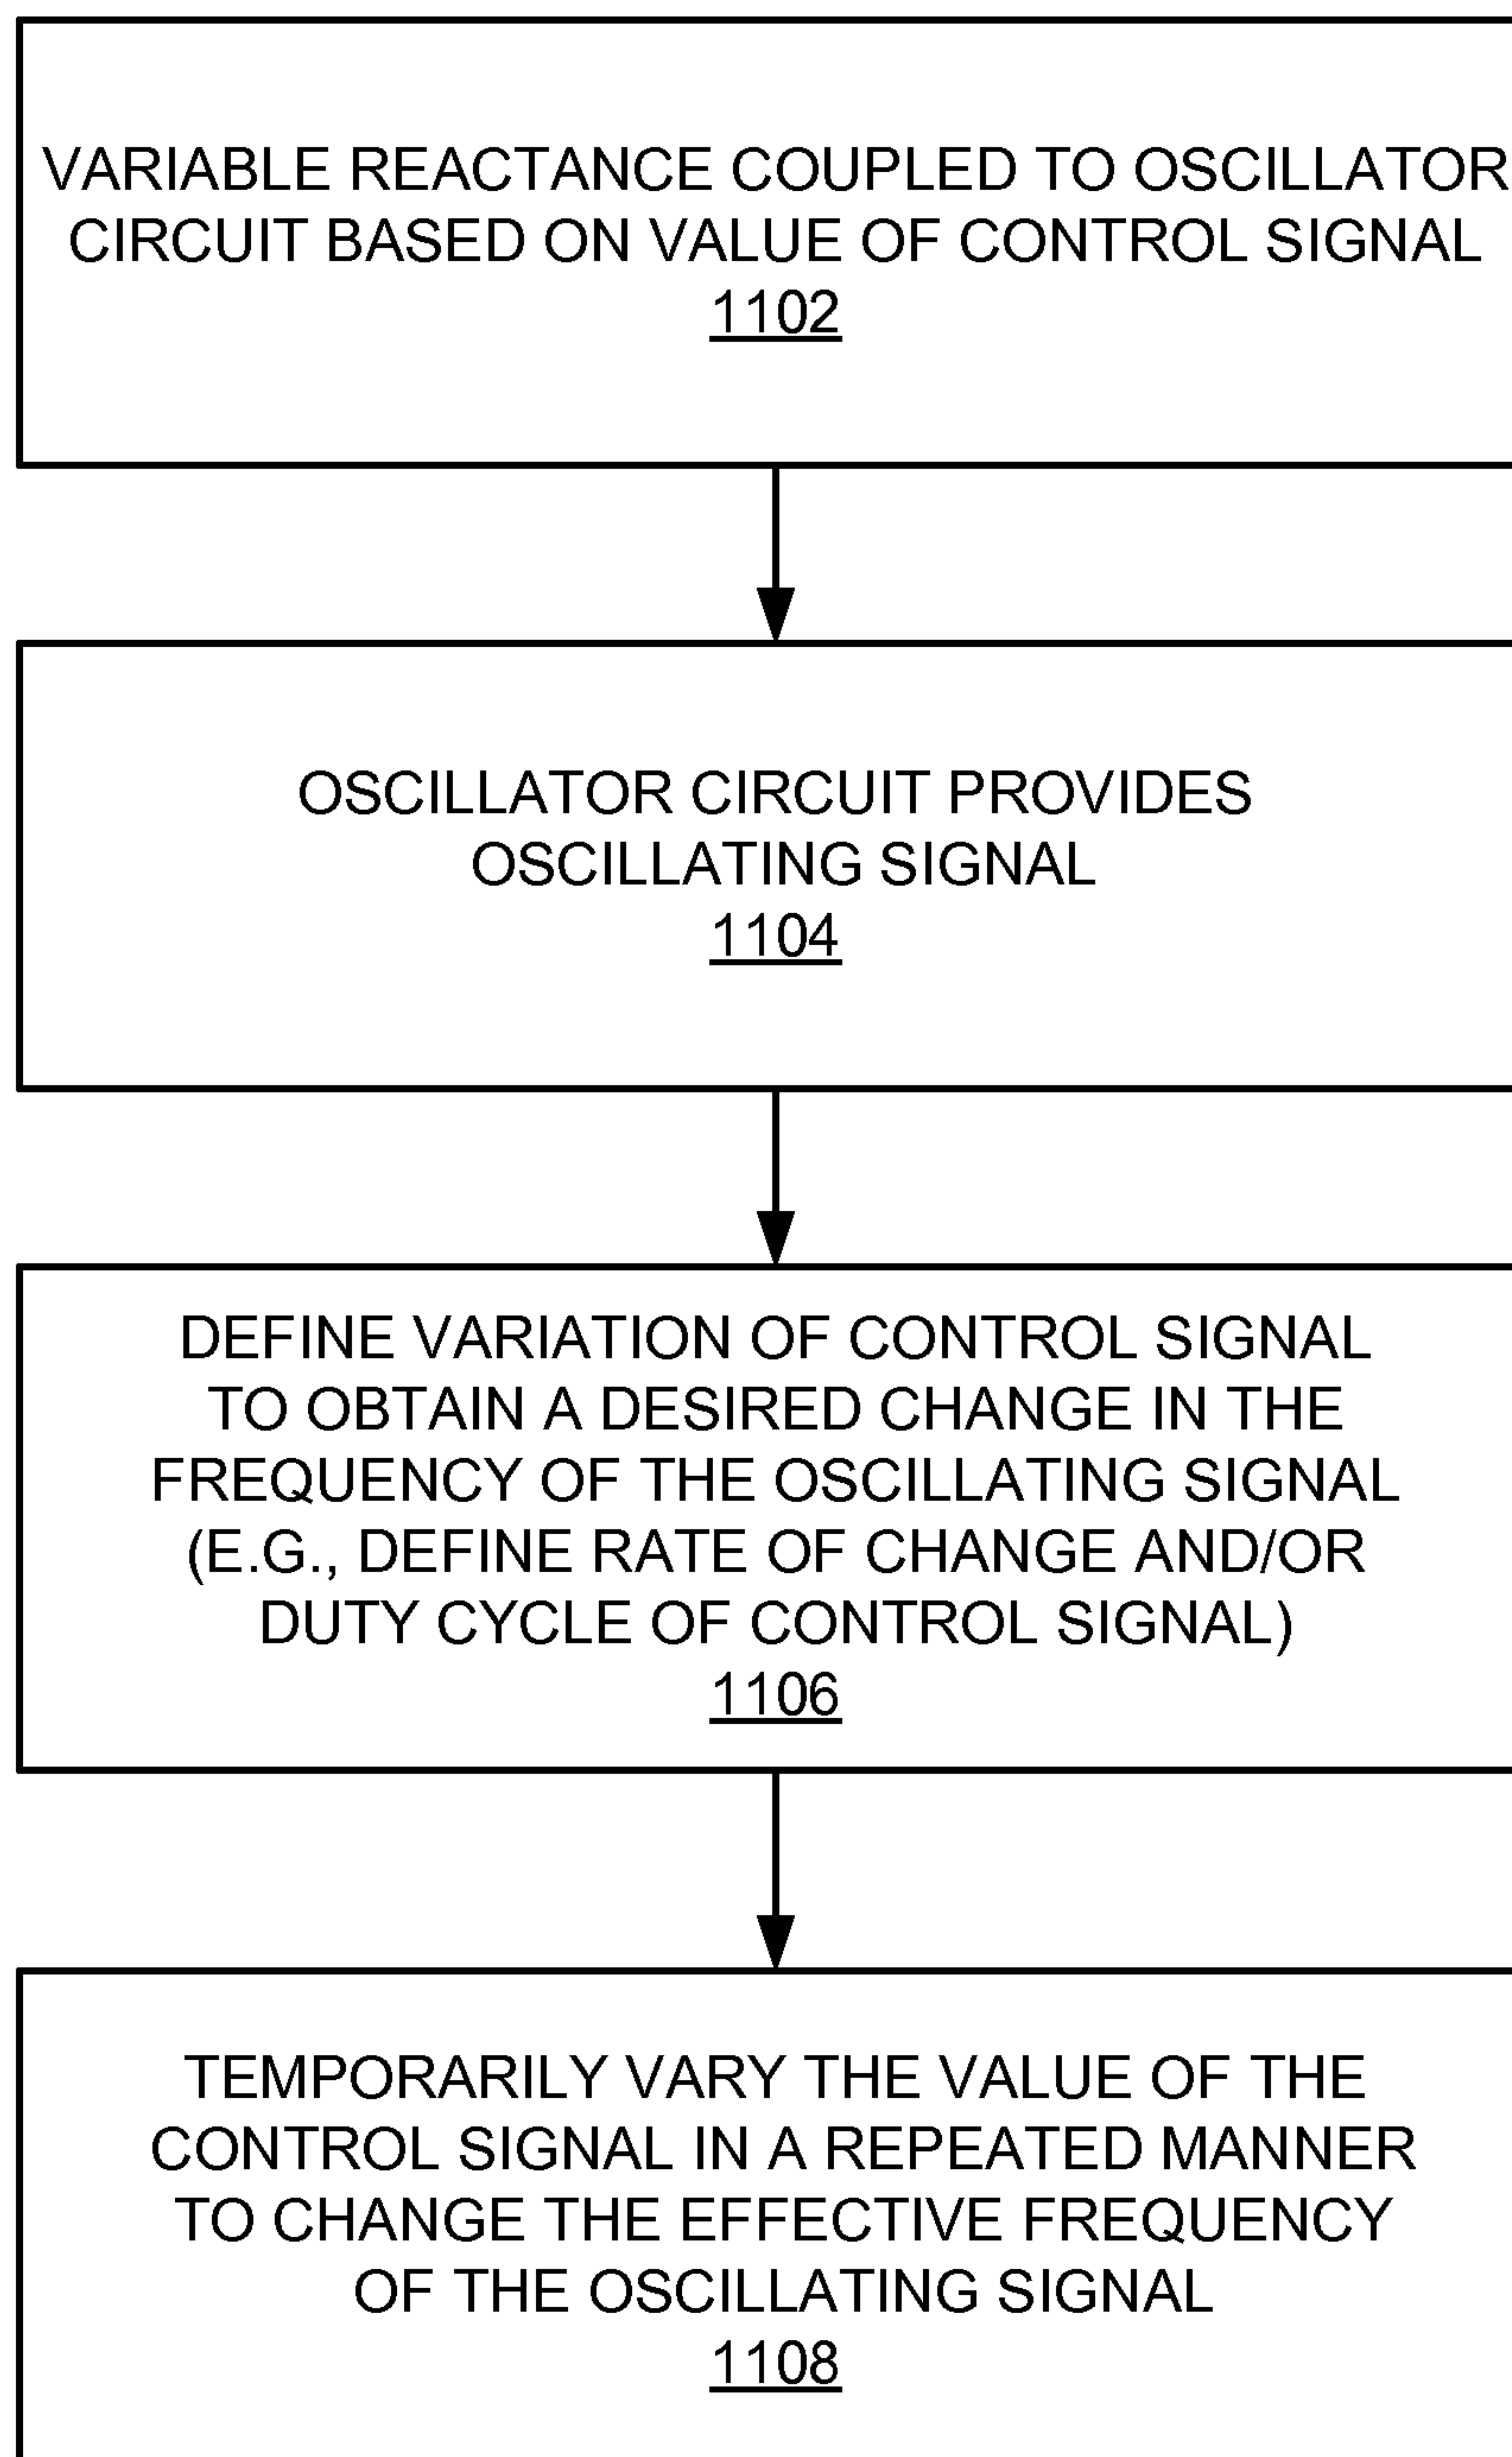 VARIABLE REACTANCE COUPLED TO OSCILLATOR
CIRCUIT BASED ON VALUE OF CONTROL SIGNAL
1102
OSCILLATOR CIRCUIT PROVIDES
OSCILLATING SIGNAL
1104
DEFINE VARIATION OF CONTROL SIGNAL
TO OBTAIN A DESIRED CHANGE IN THE
FREQUENCY OF THE OSCILLATING SIGNAL
(E.G., DEFINE RATE OF CHANGE AND/OR
DUTY CYCLE OF CONTROL SIGNAL)
1106
TEMPORARILY VARY THE VALUE OF THE
CONTROL SIGNAL IN A REPEATED MANNER
TO CHANGE THE EFFECTIVE FREQUENCY
OF THE OSCILLATING SIGNAL
1108